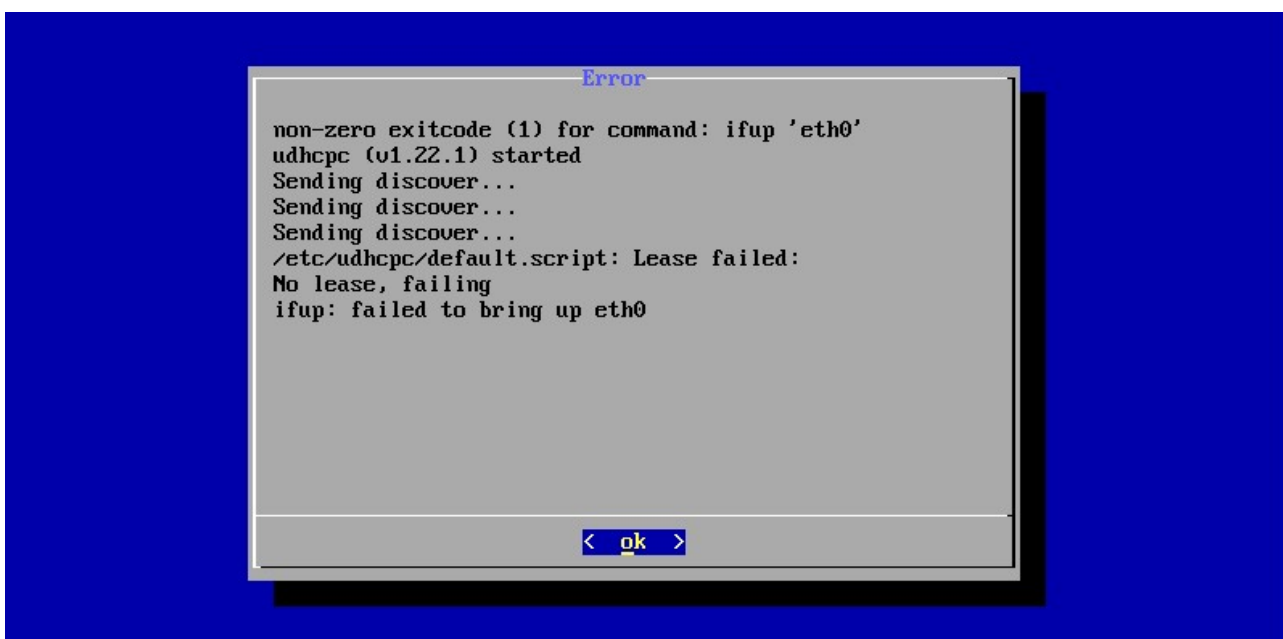 Error
non-zero exitcode (1) for command: ifup 'eth0'
udhcpc (v1.22.1) started
Sending discover...
Sending discover...
Sending discover...
/etc/udhcpc/default.script: Lease failed:
No lease, failing
ifup: failed to bring up eth0
< ok >